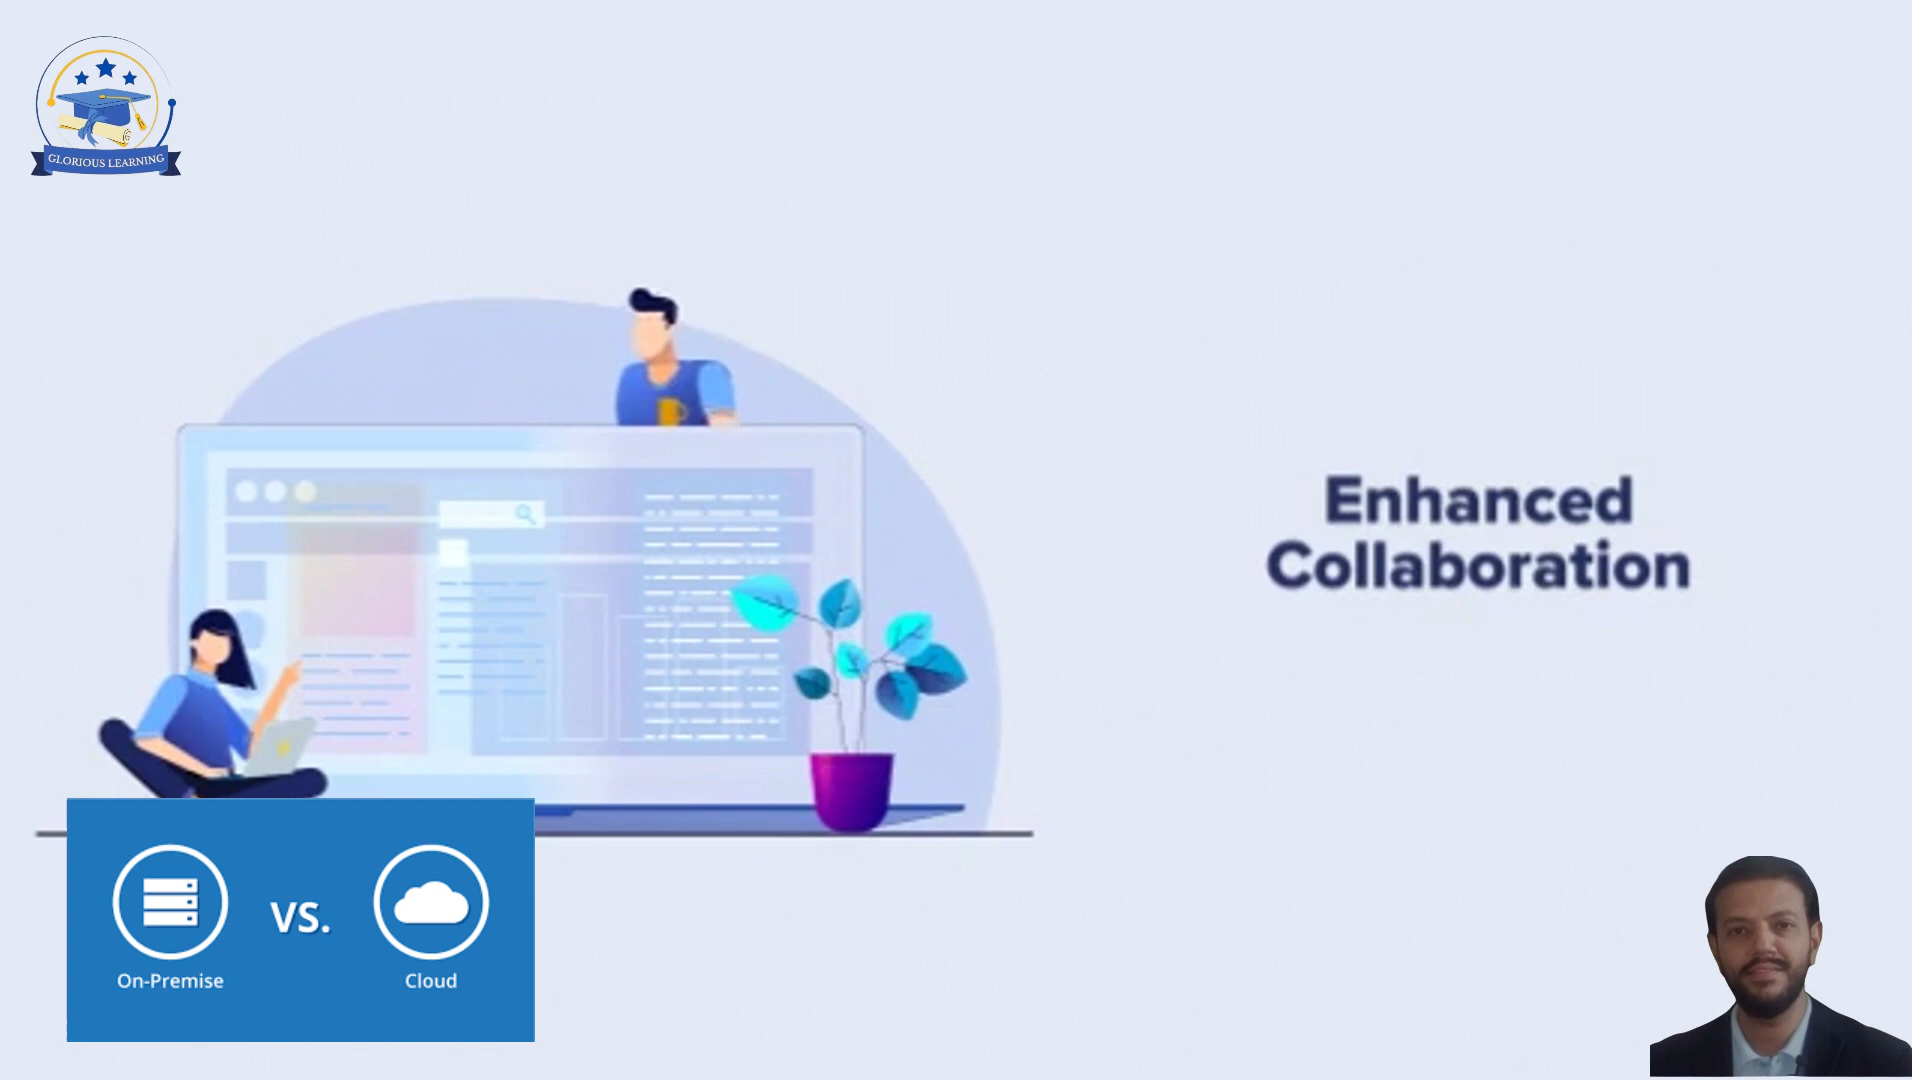 GLORIOUS LEARNING
Enhanced
Collaboration
VS.
On-Premise
Cloud